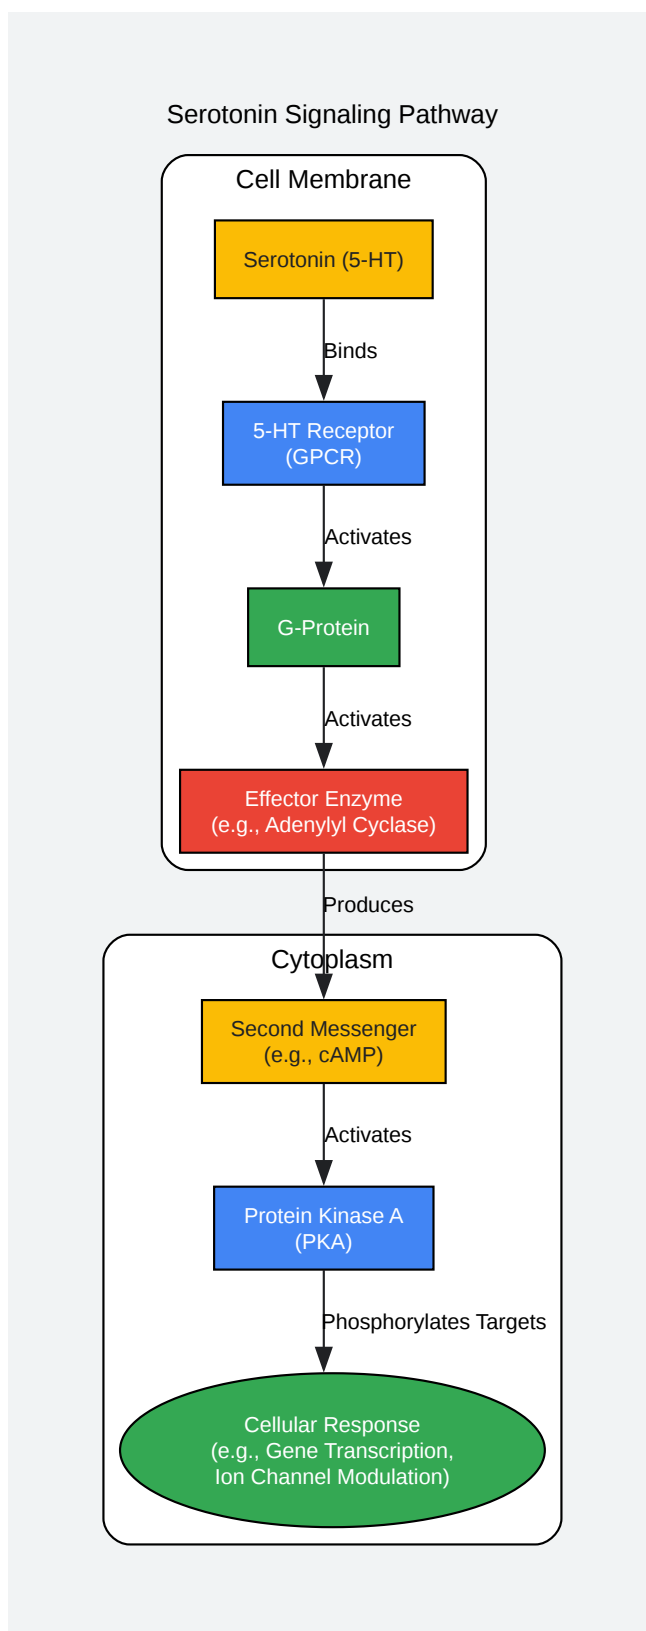 Serotonin Signaling Pathway
Cell Membrane
Serotonin (5-HT)
Binds
5-HT Receptor
(GPCR)
Activates
G-Protein
Activates
Effector Enzyme
(e.g., Adenylyl Cyclase)
Produces
Cytoplasm
Second Messenger
(e.g., cAMP)
Activates
Protein Kinase A
(PKA)
Phosphorylates Targets
Cellular Response
(e.g., Gene Transcription,
Ion Channel Modulation)